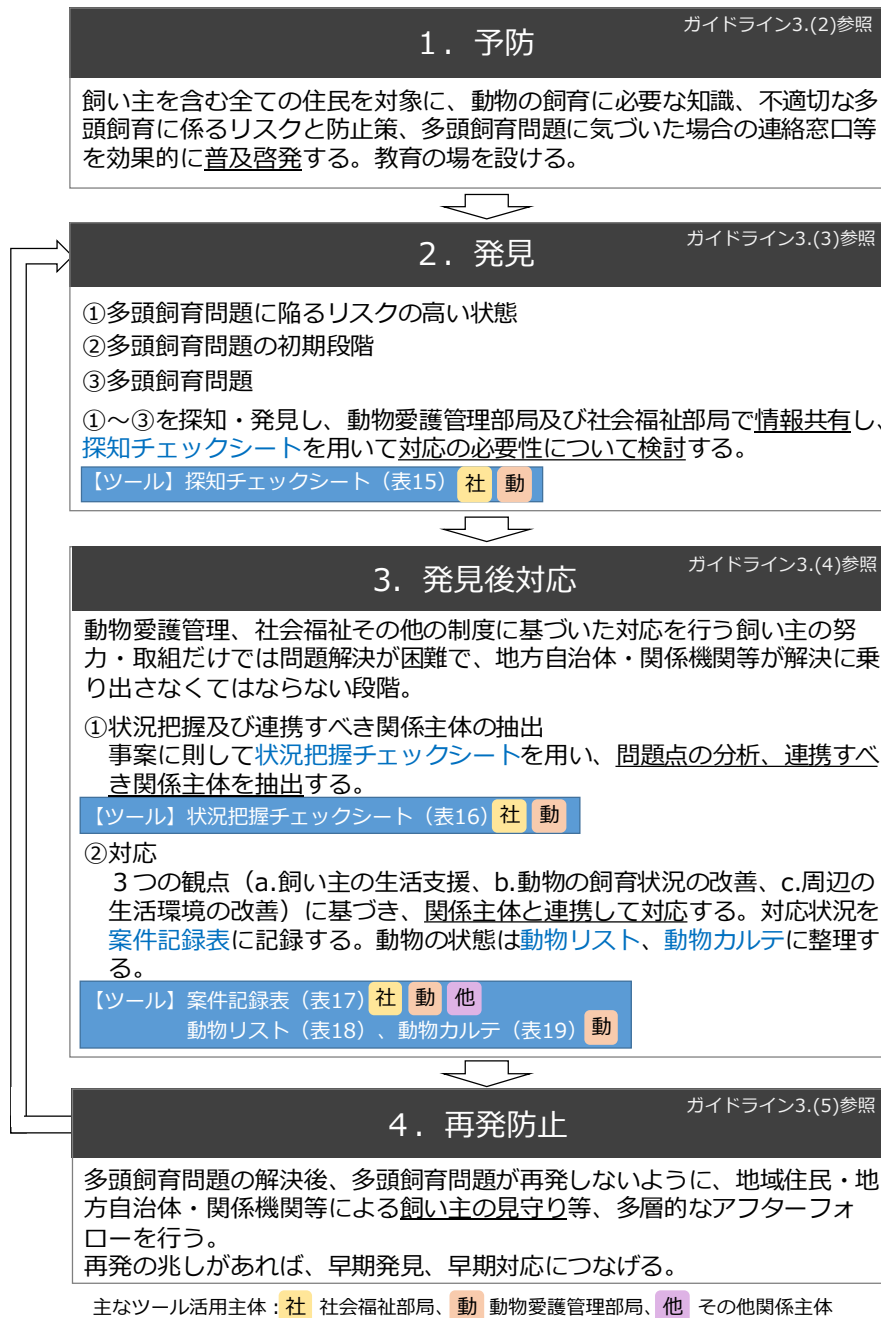 1．予防
ガイドライン3.(2)参照
飼い主を含む全ての住民を対象に、動物の飼育に必要な知識、不適切な多
頭飼育に係るリスクと防止策、多頭飼育問題に気づいた場合の連絡窓口等
を効果的に普及啓発する。教育の場を設ける。
2．発見
ガイドライン3.(3)参照
①多頭飼育問題に陥るリスクの高い状態
②多頭飼育問題の初期段階
③多頭飼育問題
①～③を探知・発見し、動物愛護管理部局及び社会福祉部局で情報共有し、
探知チェックシートを用いて対応の必要性について検討する。
【ツール】探知チェックシート（表15） 社 動
3．発見後対応
ガイドライン3.(4)参照
動物愛護管理、社会福祉その他の制度に基づいた対応を行う飼い主の努
力・取組だけでは問題解決が困難で、地方自治体・関係機関等が解決に乗
り出さなくてはならない段階。
①状況把握及び連携すべき関係主体の抽出
事案に則して状況把握チェックシートを用い、問題点の分析、連携すべ
き関係主体を抽出する。
【ツール】状況把握チェックシート（表16） 社 動
②対応
３つの観点（a.飼い主の生活支援、b.動物の飼育状況の改善、c.周辺の
生活環境の改善）に基づき、関係主体と連携して対応する。対応状況を
案件記録表に記録する。動物の状態は動物リスト、動物カルテに整理す
る。
【ツール】案件記録表（表17） 社 動 他
動物リスト（表18）、動物カルテ（表19） 動
4．再発防止
ガイドライン3.(5)参照
多頭飼育問題の解決後、多頭飼育問題が再発しないように、地域住民・地
方自治体・関係機関等による飼い主の見守り等、多層的なアフターフォ
ローを行う。
再発の兆しがあれば、早期発見、早期対応につなげる。
主なツール活用主体：社 社会福祉部局、動 動物愛護管理部局、他 その他関係主体